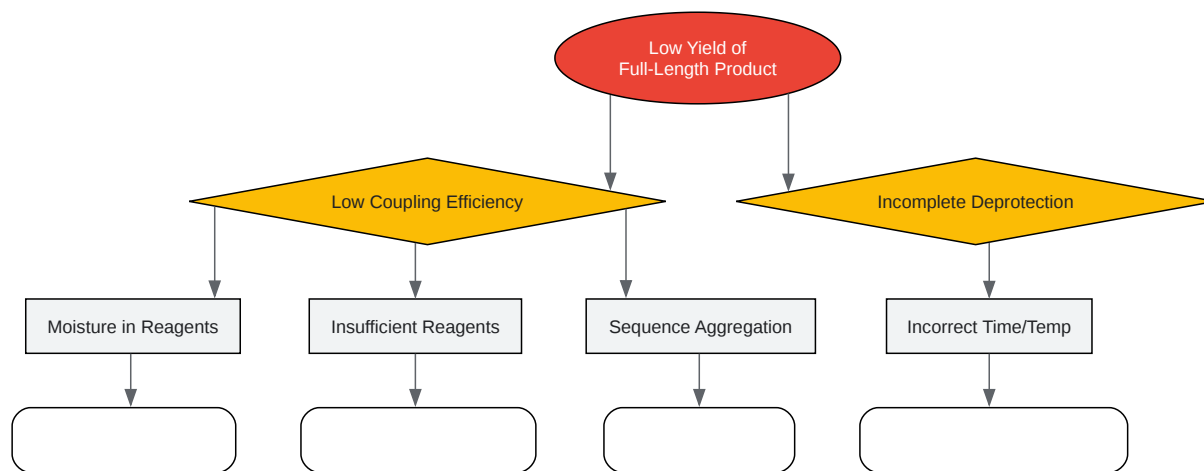 Low Yield of
Full-Length Product
Low Coupling Efficiency
Incomplete Deprotection
Moisture in Reagents
Insufficient Reagents
Sequence Aggregation
Incorrect Time/Temp